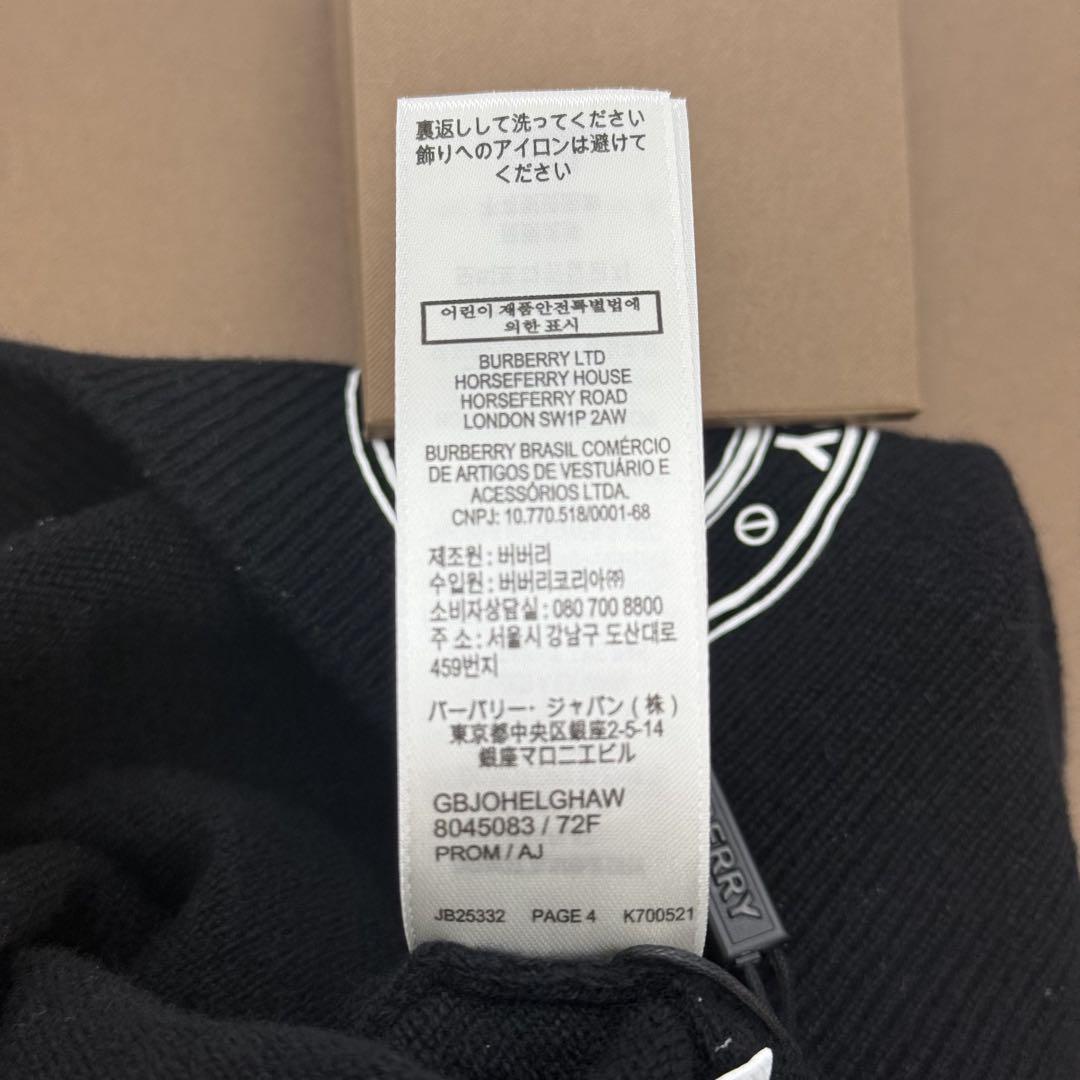 裏返しして洗ってください
飾りへのアイロンは避けて
ください
어린이 제품안전특별법에
의한 표시
BURBERRY LTD
HORSEFERRY HOUSE
HORSEFERRY ROAD
LONDON SW1P 2AW
BURBERRY BRASIL COMÉRCIO
DE ARTIGOS DE VESTUÁRIO E
ACESSÓRIOS LTDA.
CNPJ: 10.770.518/0001-68
제조원 : 버버리
수입원 : 버버리코리아㈜
소비자상담실 : 080 700 8800
주 소 : 서울시 강남구 도산대로
459번지
バーバリー・ジャパン(株)
東京都中央区銀座2-5-14
銀座マロニエビル
GBJOHELGHAW
8045083 / 72F
PROM / AJ
JB25332 PAGE 4 K700521
Y
ERRY